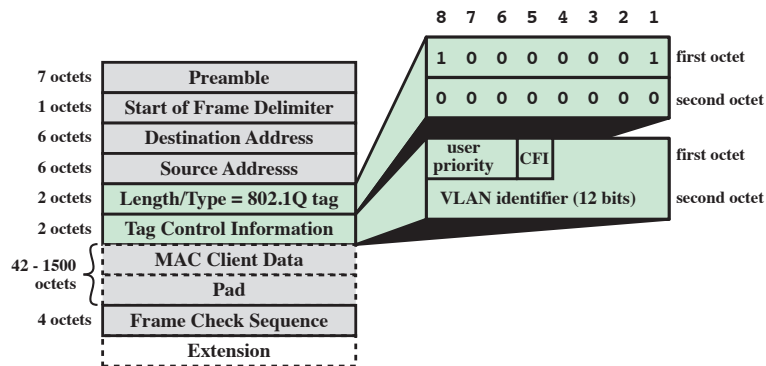 8 7 6 5 4 3 2 1
1 0 0 0 0 0 0 1 first octet
0 0 0 0 0 0 0 0 second octet
user priority CFI first octet
VLAN identifier (12 bits) second octet
7 octets Preamble
1 octets Start of Frame Delimiter
6 octets Destination Address
6 octets Source Addresss
2 octets Length/Type = 802.1Q tag
2 octets Tag Control Information
42 - 1500 octets
MAC Client Data
Pad
4 octets Frame Check Sequence
Extension